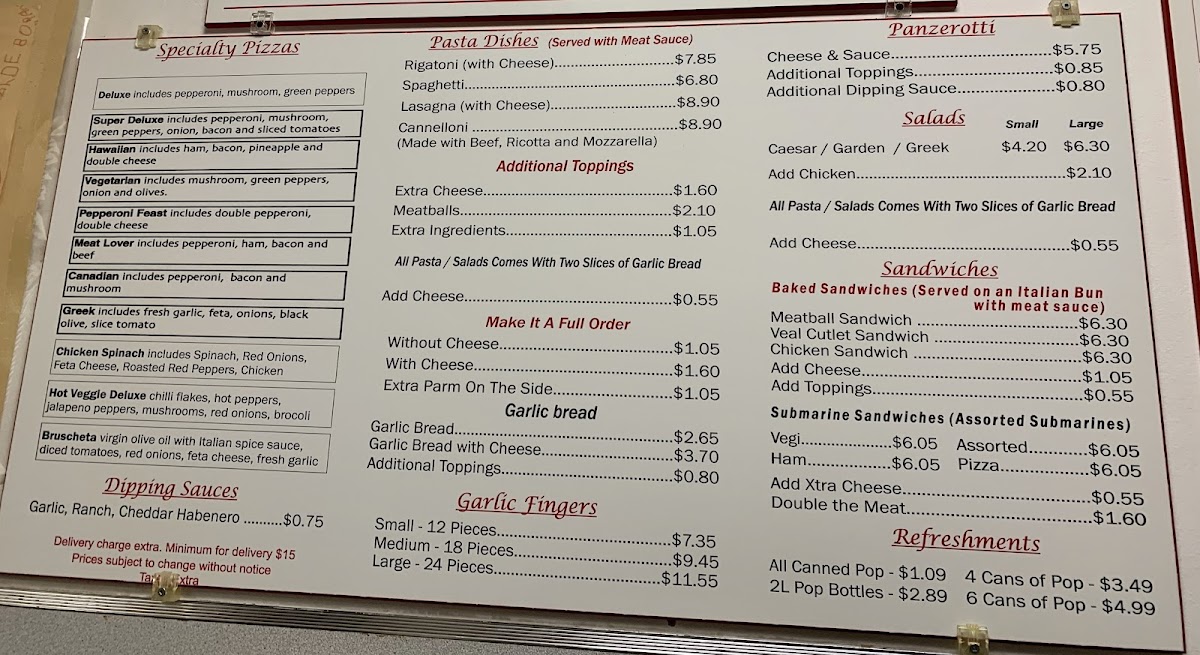 Specialty Pizzas
Deluxe includes pepperoni, mushroom, green peppers
Super Deluxe includes pepperoni, mushroom,
green peppers, onion, bacon and sliced tomatoes
Hawaiian includes ham, bacon, pineapple and
double cheese
Vegetarian includes mushroom, green peppers,
onion and olives.
Pepperoni Feast includes double pepperoni,
double cheese
Meat Lover includes pepperoni, ham, bacon and
beef
Canadian includes pepperoni, bacon and
mushroom
Greek includes fresh garlic, feta, onions, black
olive, slice tomato
Chicken Spinach includes Spinach, Red Onions,
Feta Cheese, Roasted Red Peppers, Chicken
Hot Veggie Deluxe chilli flakes, hot peppers,
jalapeno peppers, mushrooms, red onions, brocoli
Bruscheta virgin olive oil with Italian spice sauce,
diced tomatoes, red onions, feta cheese, fresh garlic
Dipping Sauces
Garlic, Ranch, Cheddar Habenero ..........$0.75
Delivery charge extra. Minimum for delivery $15
Prices subject to change without notice
Pasta Dishes (Served with Meat Sauce)
Rigatoni (with Cheese)..........................$7.85
Spaghetti..............................................$6.80
Lasagna (with Cheese)...........................$8.90
Cannelloni ............................................$8.90
(Made with Beef, Ricotta and Mozzarella)
Additional Toppings
Extra Cheese.........................................$1.60
Meatballs..............................................$2.10
Extra Ingredients...................................$1.05
All Pasta / Salads Comes With Two Slices of Garlic Bread
Add Cheese...........................................$0.55
Make It A Full Order
Without Cheese.....................................$1.05
With Cheese..........................................$1.60
Extra Parm On The Side..........................$1.05
Garlic bread
Garlic Bread..........................................$2.65
Garlic Bread with Cheese........................$3.70
Additional Toppings................................$0.80
Garlic Fingers
Small - 12 Pieces...................................$7.35
Medium - 18 Pieces................................$9.45
Large - 24 Pieces...................................$11.55
Panzerotti
Cheese & Sauce.....................................$5.75
Additional Toppings................................$0.85
Additional Dipping Sauce........................$0.80
Salads Small Large
Caesar / Garden / Greek $4.20 $6.30
Add Chicken..........................................$2.10
All Pasta / Salads Comes With Two Slices of Garlic Bread
Add Cheese...........................................$0.55
Sandwiches
Baked Sandwiches (Served on an Italian Bun
with meat sauce)
Meatball Sandwich .................................$6.30
Veal Cutlet Sandwich ..............................$6.30
Chicken Sandwich ..................................$6.30
Add Cheese...........................................$1.05
Add Toppings.........................................$0.55
Submarine Sandwiches (Assorted Submarines)
Vegi..................$6.05 Assorted............$6.05
Ham.................$6.05 Pizza.................$6.05
Add Xtra Cheese....................................$0.55
Double the Meat....................................$1.60
Refreshments
All Canned Pop - $1.09 4 Cans of Pop - $3.49
2L Pop Bottles - $2.89 6 Cans of Pop - $4.99